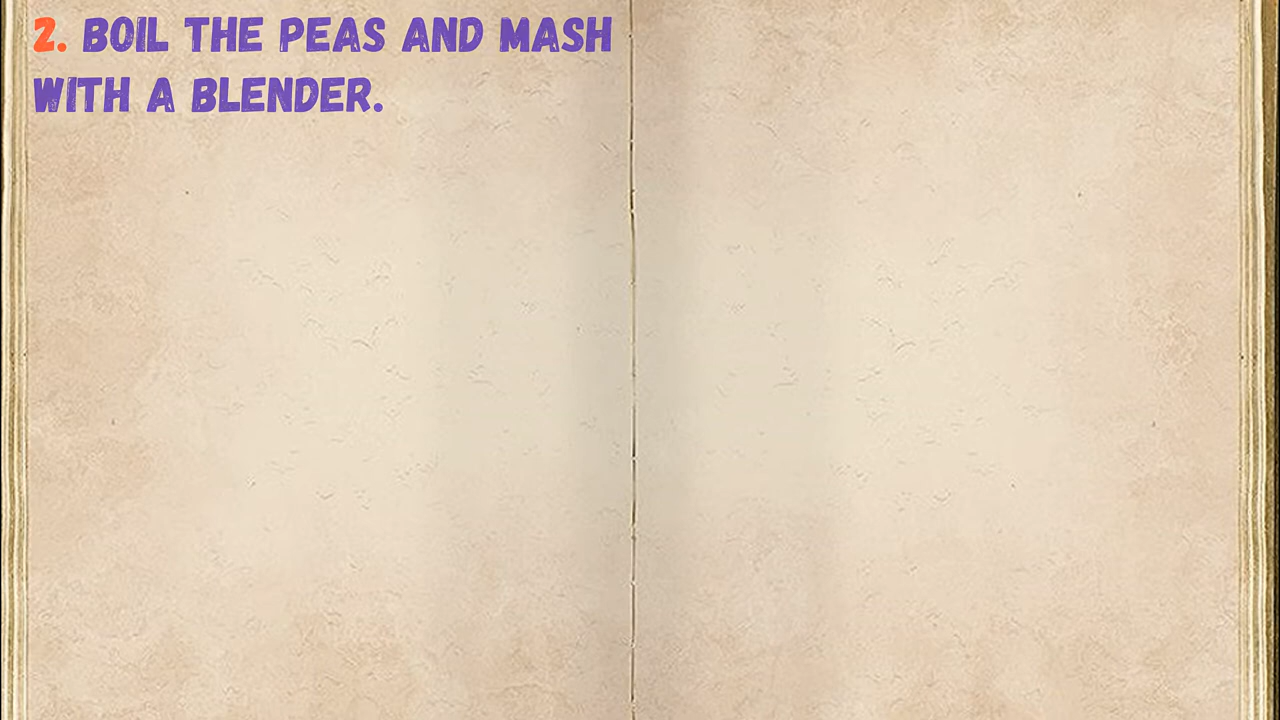 2. BOIL THE PEAS AND MASH
WITH A BLENDER.